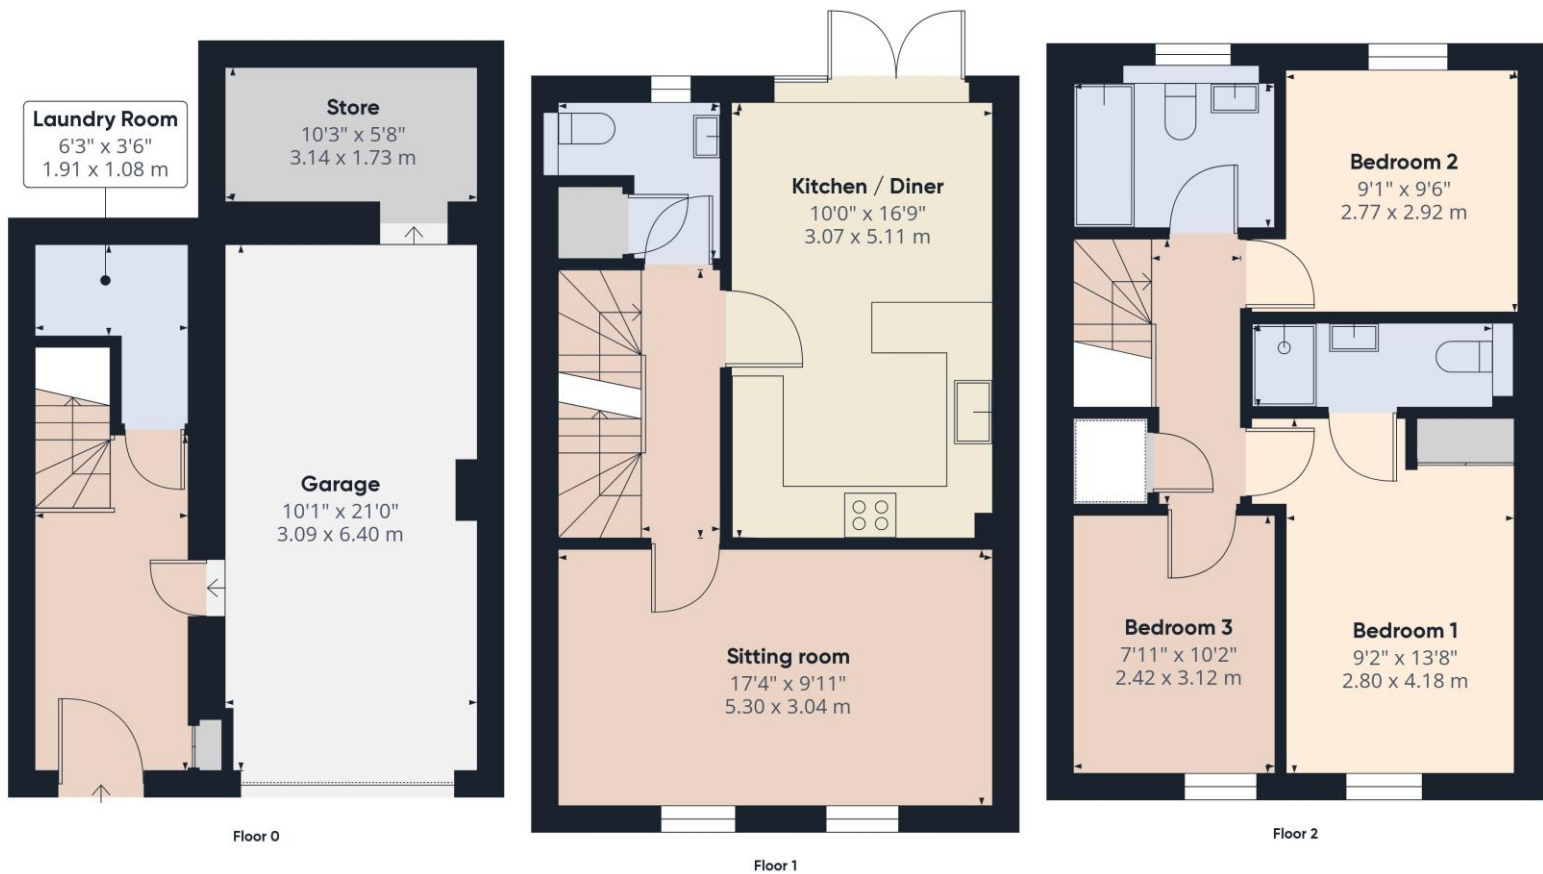 Laundry Room
6'3" x 3'6"
1.91 x 1.08 m
Store
10'3" x 5'8"
3.14 x 1.73 m
Garage
10'1" x 21'0"
3.09 x 6.40 m
Floor 0
Kitchen / Diner
10'0" x 16'9"
3.07 x 5.11 m
Sitting room
17'4" x 9'11"
5.30 x 3.04 m
Floor 1
Bedroom 2
9'1" x 9'6"
2.77 x 2.92 m
Bedroom 3
7'11" x 10'2"
2.42 x 3.12 m
Bedroom 1
9'2" x 13'8"
2.80 x 4.18 m
Floor 2